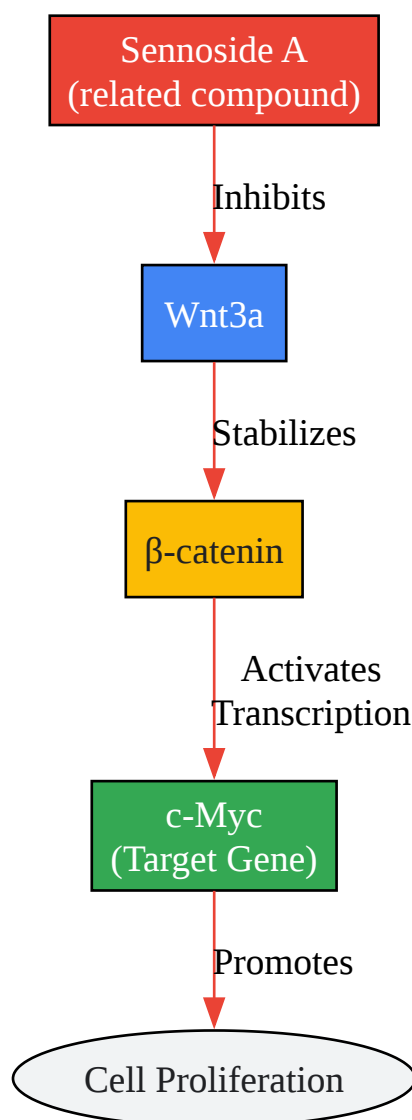 Sennoside A
(related compound)
Inhibits
Wnt3a
Stabilizes
β-catenin
Activates
Transcription
c-Myc
(Target Gene)
Promotes
Cell Proliferation